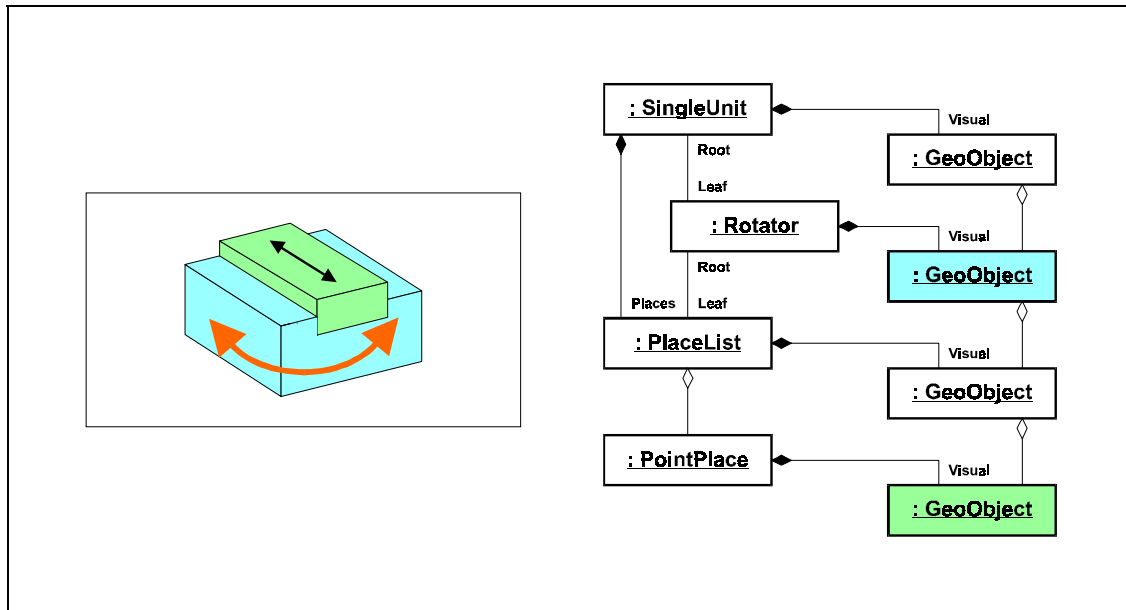 : SingleUnit
Visual
: GeoObject
Root
Leaf
: Rotator
Visual
: GeoObject
Root
Places
Leaf
: PlaceList
Visual
: GeoObject
: PointPlace
Visual
: GeoObject